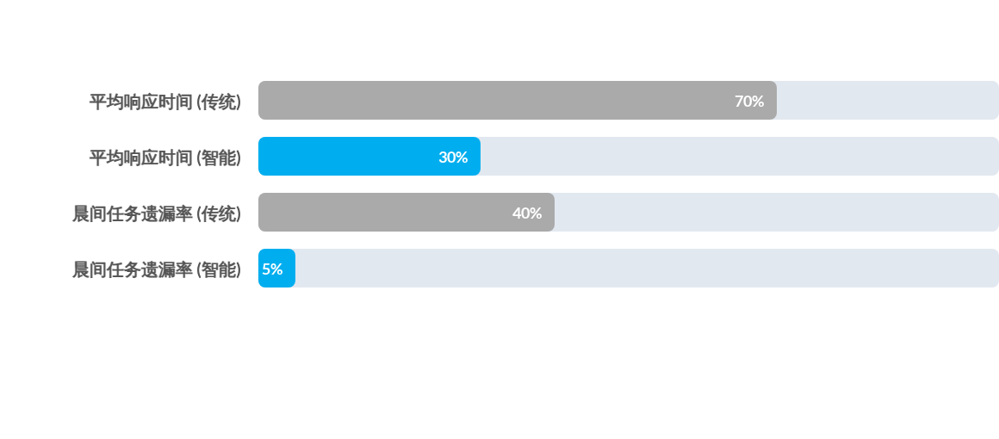 平均响应时间 (传统) 70%
平均响应时间 (智能) 30%
晨间任务遗漏率 (传统) 40%
晨间任务遗漏率 (智能) 5%